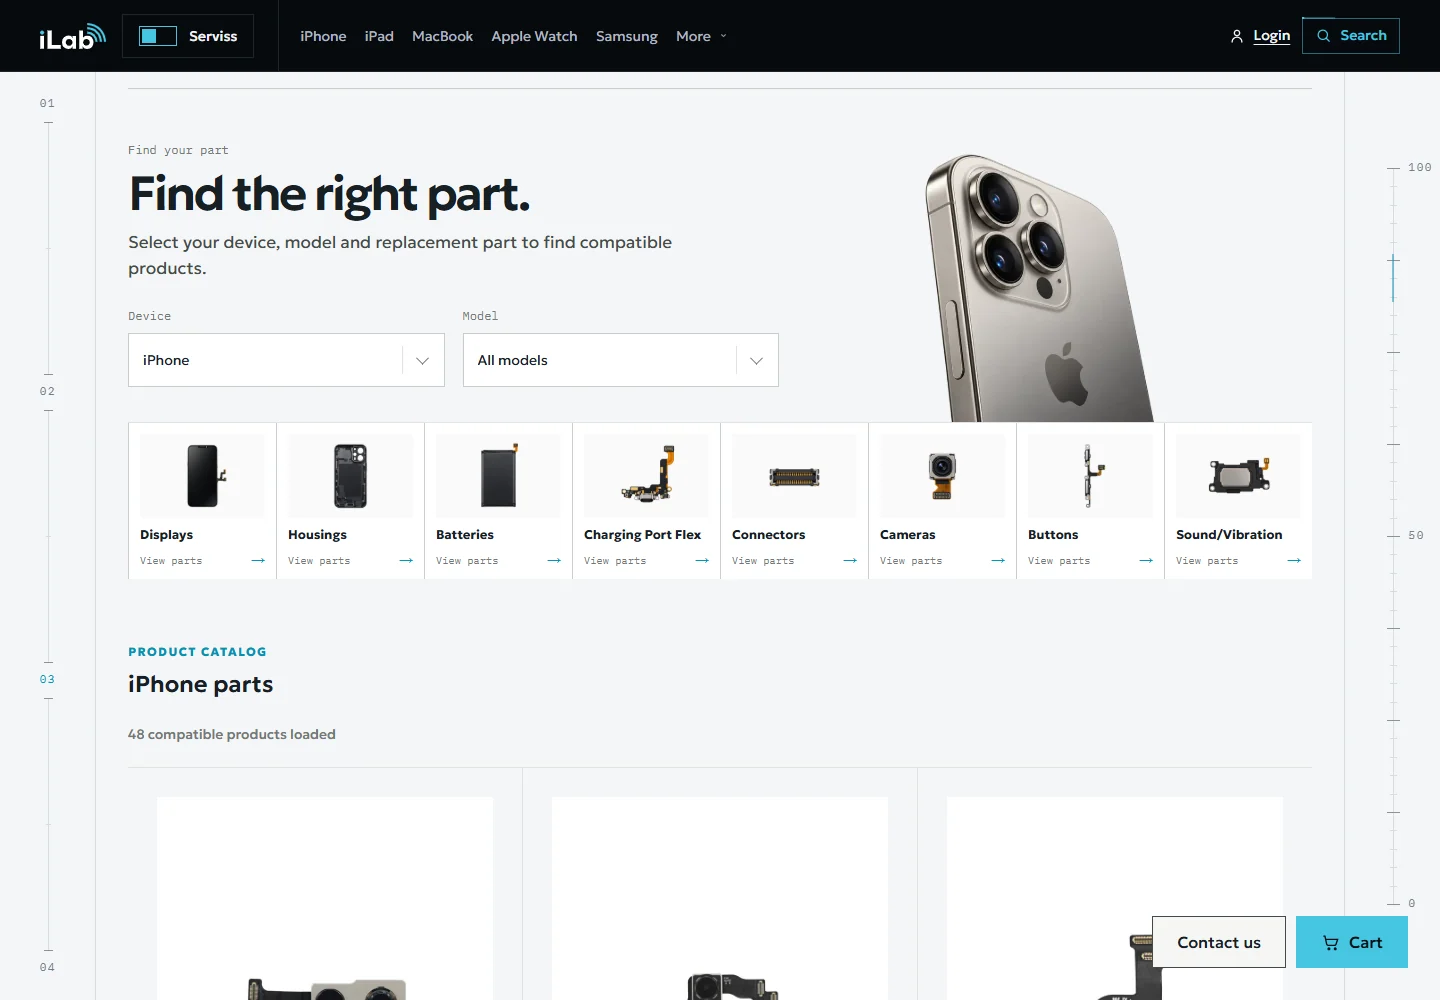 iLab
Serviss
iPhone
iPad
MacBook
Apple Watch
Samsung
More
Login
Search
01
02
03
04
100
50
0
Find your part
Find the right part.
Select your device, model and replacement part to find compatible
products.
Device
Model
iPhone
All models
Displays
View parts
Housings
View parts
Batteries
View parts
Charging Port Flex
View parts
Connectors
View parts
Cameras
View parts
Buttons
View parts
Sound/Vibration
View parts
PRODUCT CATALOG
iPhone parts
48 compatible products loaded
Contact us
Cart